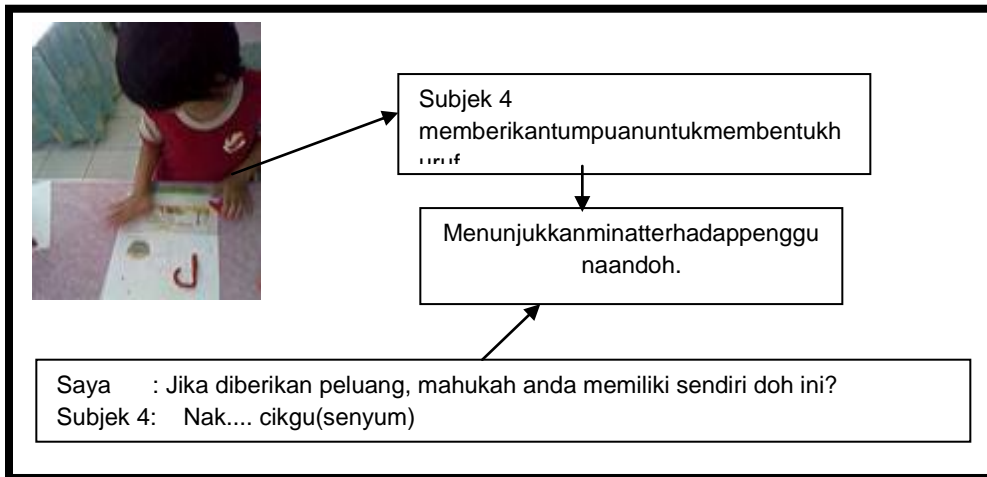 Subjek 4
memberikantumpuanuntukmembentukh
uruf
Menunjukkanminatterhadappenggu
naandoh.
Saya : Jika diberikan peluang, mahukah anda memiliki sendiri doh ini?
Subjek 4: Nak.... cikgu(senyum)